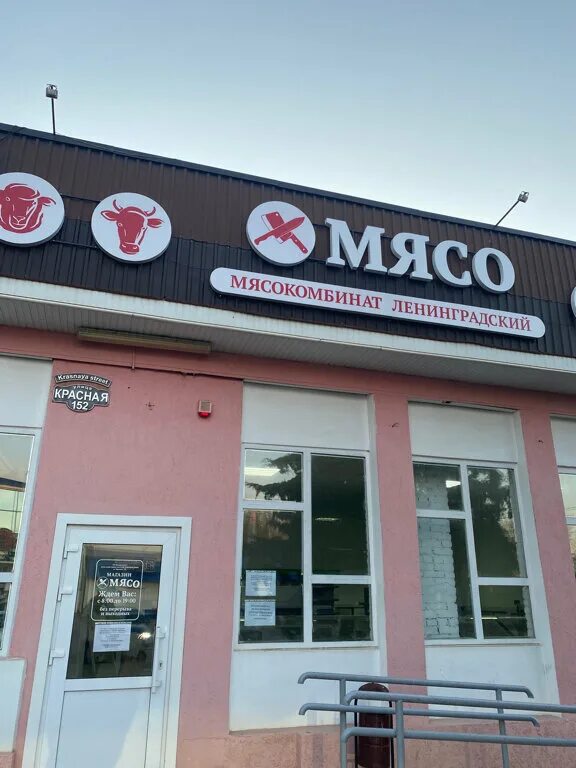 МЯСО
МЯСОКОМБИНАТ ЛЕНИНГРАДСКИЙ
Krasnaya street
улица
КРАСНАЯ
152
МАГАЗИН
МЯСО
Ждем Вас:
с 8.00 до 19-00
без перерыва
и выходных